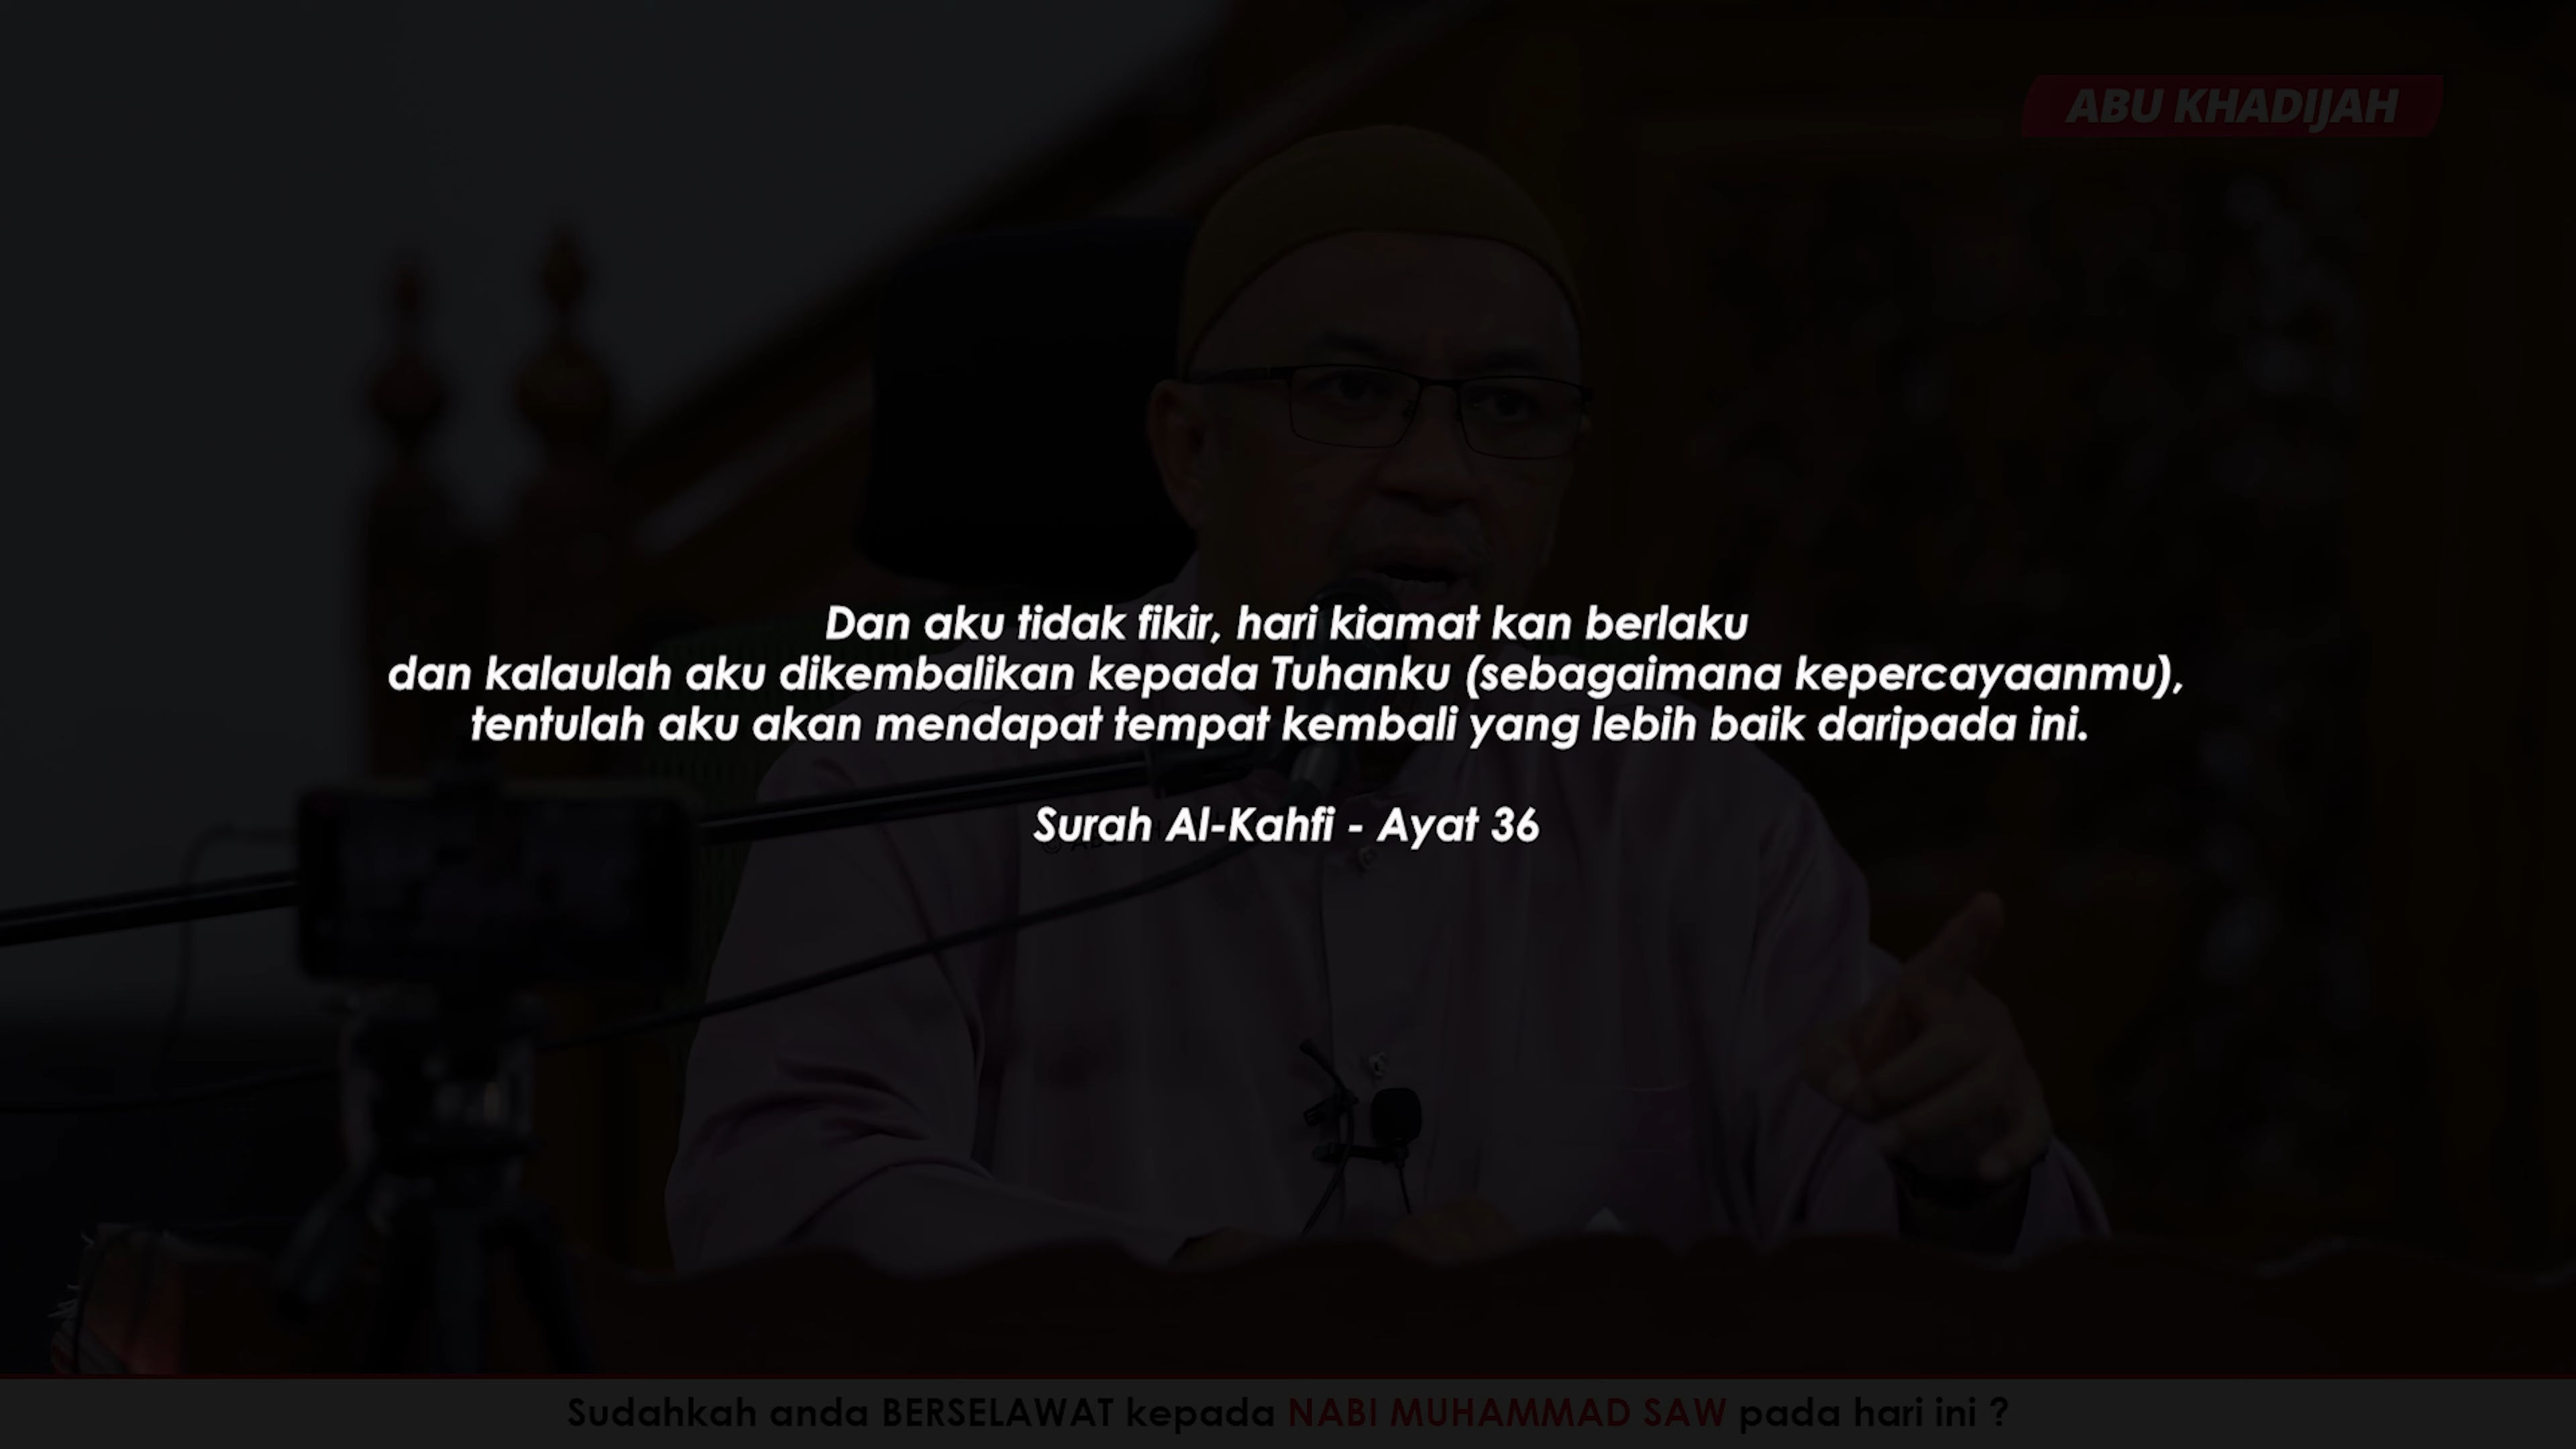 ABU KHADIJAH
Dan aku tidak fikir, hari kiamat kan berlaku
dan kalaulah aku dikembalikan kepada Tuhanku (sebagaimana kepercayaanmu),
tentulah aku akan mendapat tempat kembali yang lebih baik daripada ini.
Surah Al-Kahfi - Ayat 36
Sudahkah anda BERSELAWAT kepada NABI MUHAMMAD SAW pada hari ini ?